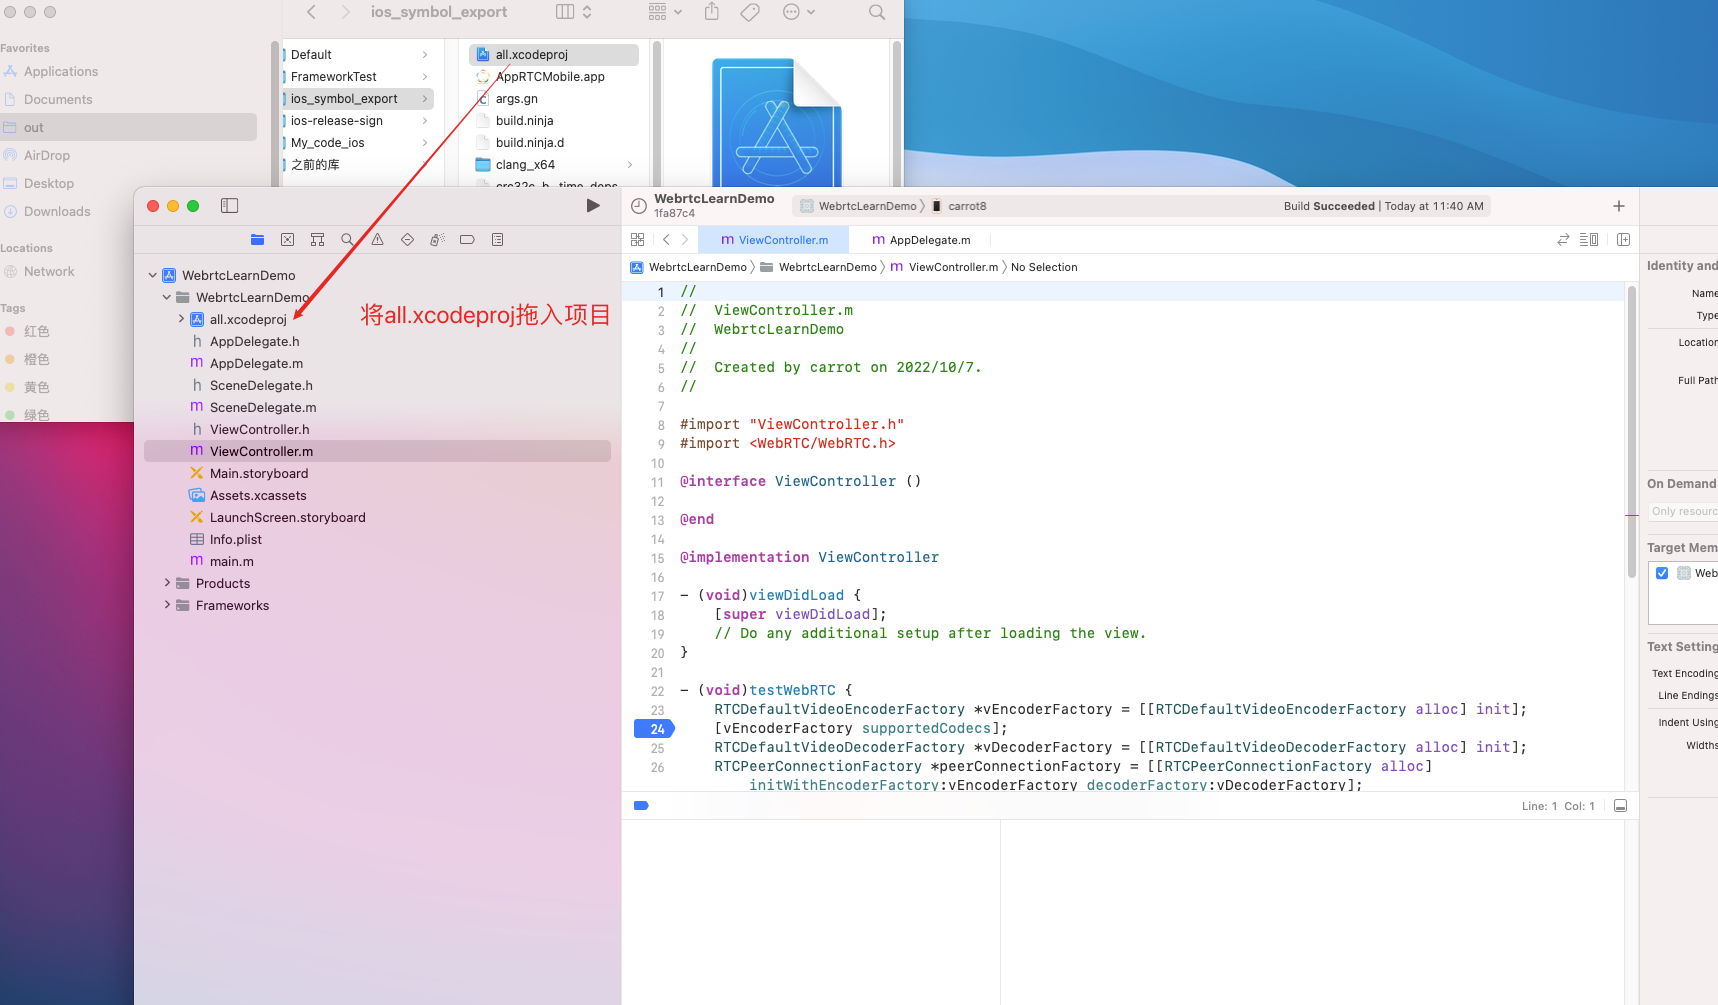 ios_symbol_export
Favorites
Applications
Documents
out
AirDrop
Desktop
Downloads
Locations
Network
Tags
红色
橙色
黄色
绿色
Default
FrameworkTest
ios_symbol_export
ios-release-sign
My_code_ios
之前的库
all.xcodeproj
AppRTCMobile.app
args.gn
build.ninja
build.ninja.d
clang_x64
WebrtcLearnDemo
1fa87c4
WebrtcLearnDemo 〉 carrot8
Build Succeeded | Today at 11:40 AM
ViewController.m
AppDelegate.m
WebrtcLearnDemo 〉 WebrtcLearnDemo 〉 m ViewController.m 〉 No Selection
WebrtcLearnDemo
WebrtcLearnDemo
all.xcodeproj
将all.xcodeproj拖入项目
h AppDelegate.h
m AppDelegate.m
h SceneDelegate.h
m SceneDelegate.m
h ViewController.h
m ViewController.m
Main.storyboard
Assets.xcassets
LaunchScreen.storyboard
Info.plist
m main.m
Products
Frameworks
1 //
2 //  ViewController.m
3 //  WebrtcLearnDemo
4 //
5 //  Created by carrot on 2022/10/7.
6 //
7
8 #import "ViewController.h"
9 #import <WebRTC/WebRTC.h>
10
11 @interface ViewController ()
12
13 @end
14
15 @implementation ViewController
16
17 - (void)viewDidLoad {
18     [super viewDidLoad];
19     // Do any additional setup after loading the view.
20 }
21
22 - (void)testWebRTC {
23     RTCDefaultVideoEncoderFactory *vEncoderFactory = [[RTCDefaultVideoEncoderFactory alloc] init];
24     [vEncoderFactory supportedCodecs];
25     RTCDefaultVideoDecoderFactory *vDecoderFactory = [[RTCDefaultVideoDecoderFactory alloc] init];
26     RTCPeerConnectionFactory *peerConnectionFactory = [[RTCPeerConnectionFactory alloc]
initWithEncoderFactory:vEncoderFactory decoderFactory:vDecoderFactory];
Line: 1  Col: 1
Identity and
Name
Type
Location
Full Path
On Demand
Only resourc
Target Mem
Web
Text Setting
Text Encoding
Line Endings
Indent Using
Widths